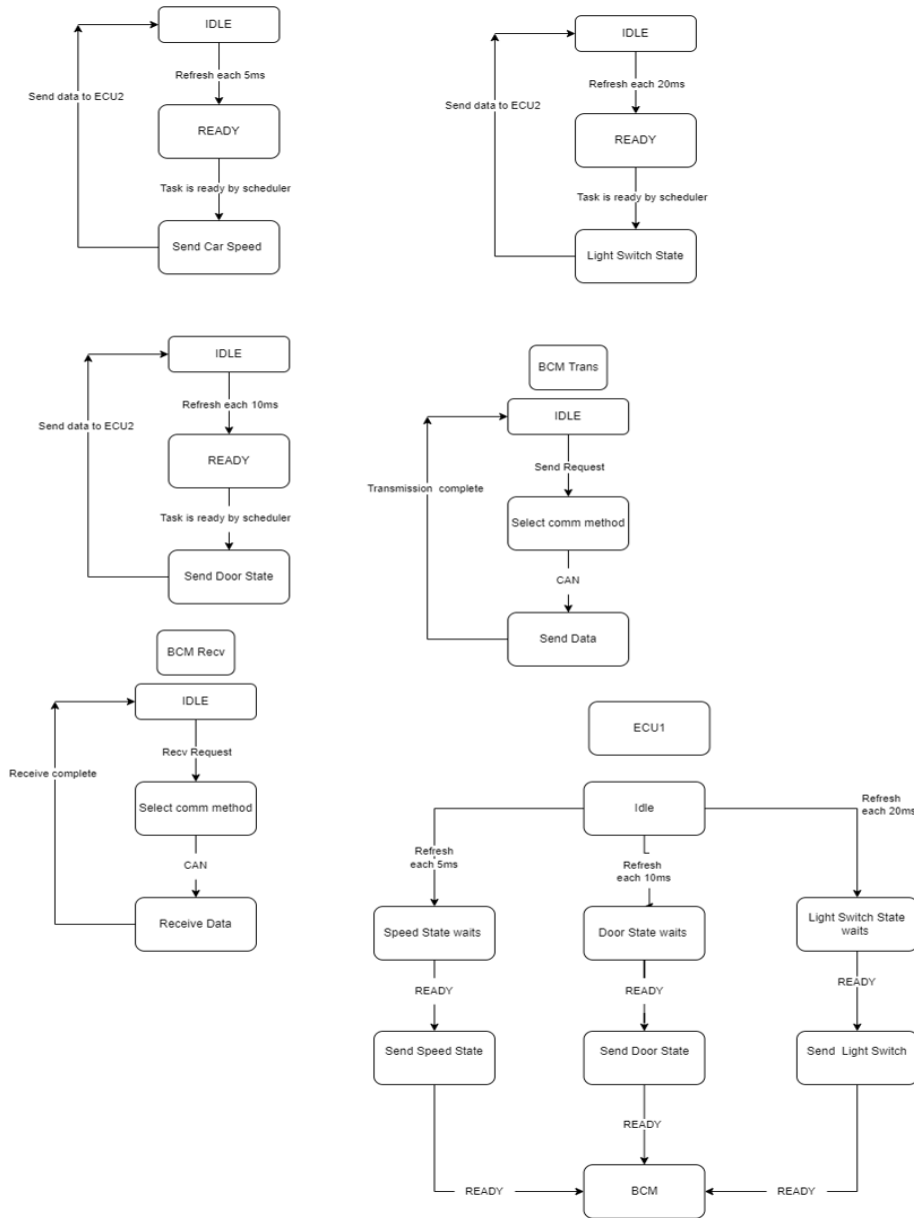 IDLE
Refresh each 5ms
Send data to ECU2
READY
Task is ready by scheduler
Send Car Speed
IDLE
Refresh each 20ms
Send data to ECU2
READY
Task is ready by scheduler
Light Switch State
IDLE
Refresh each 10ms
Send data to ECU2
READY
Task is ready by scheduler
Send Door State
BCM Trans
IDLE
Send Request
Transmission complete
Select comm method
CAN
Send Data
BCM Recv
IDLE
Recv Request
Receive complete
Select comm method
CAN
Receive Data
ECU1
Idle
Refresh
each 5ms
Refresh
each 10ms
Refresh
each 20ms
Speed State waits
Door State waits
Light Switch State
waits
READY
READY
READY
Send Speed State
Send Door State
Send Light Switch
READY
READY
BCM
READY